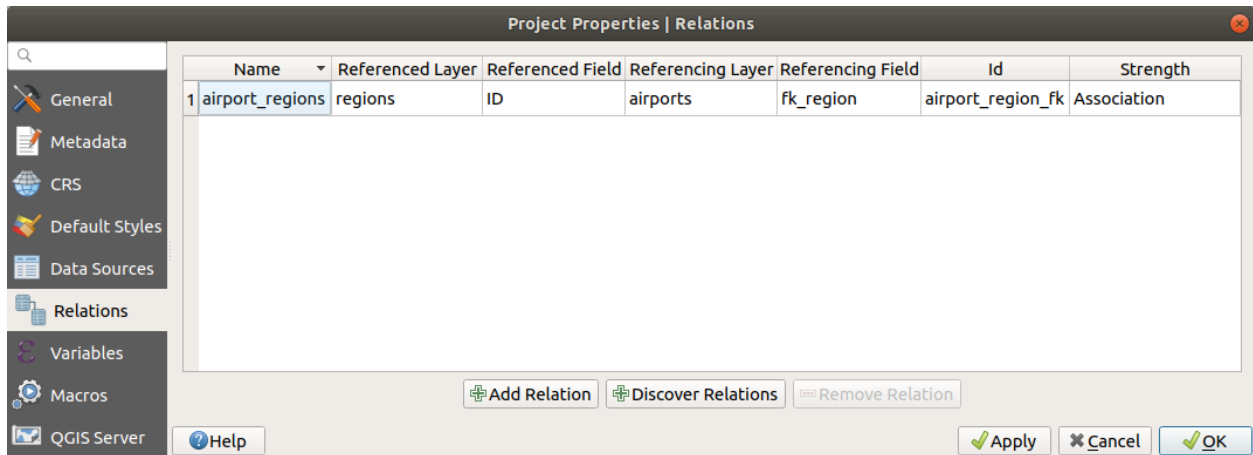 Project Properties | Relations
Name Referenced Layer Referenced Field Referencing Layer Referencing Field Id Strength
1 airport_regions regions ID airports fk_region airport_region_fk Association
General
Metadata
CRS
Default Styles
Data Sources
Relations
Variables
Macros
QGIS Server
Add Relation Discover Relations Remove Relation
Help Apply Cancel OK